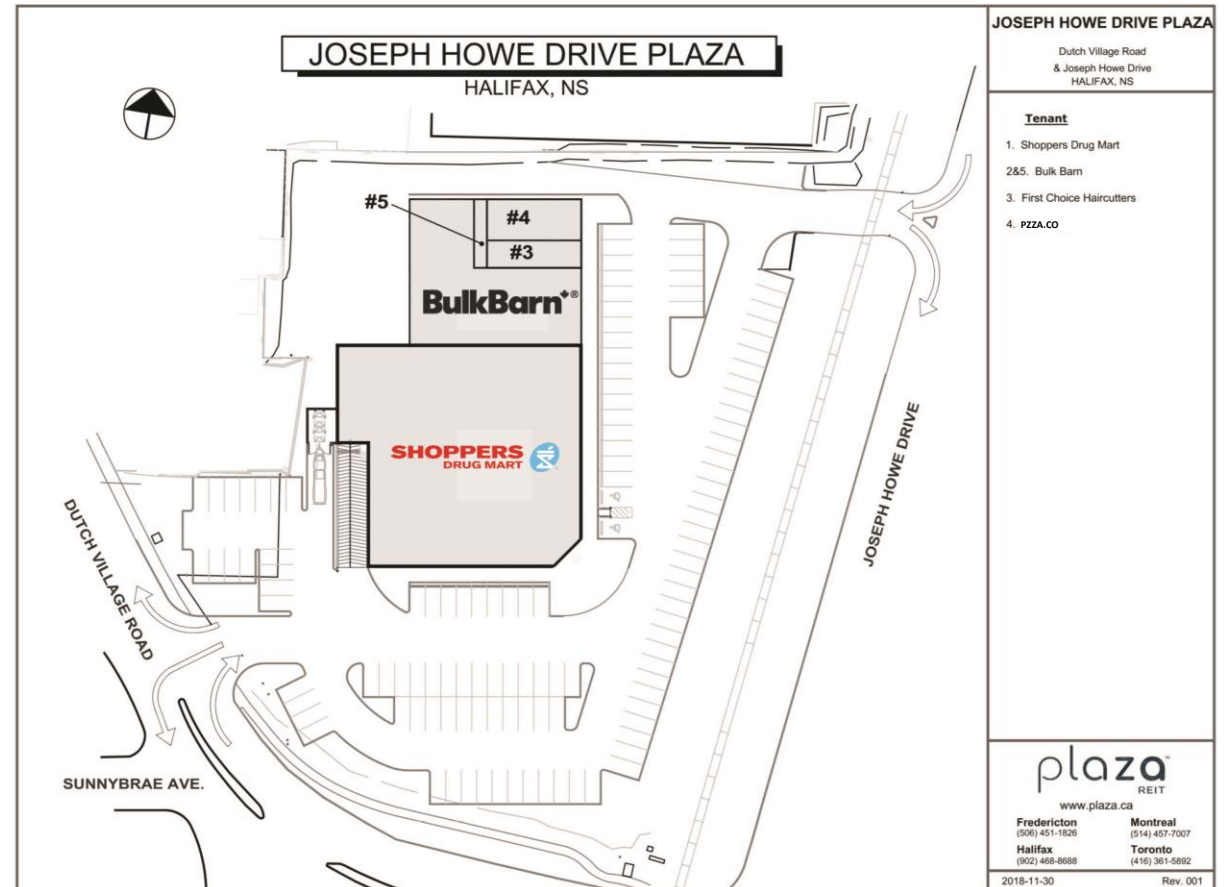 JOSEPH HOWE DRIVE PLAZA
HALIFAX, NS
#5
#4
#3
BulkBarn®
SHOPPERS
DRUG MART
JOSEPH HOWE DRIVE
DUTCH VILLAGE ROAD
SUNNYBRAE AVE.
JOSEPH HOWE DRIVE PLAZA
Dutch Village Road
& Joseph Howe Drive
HALIFAX, NS
Tenant
1. Shoppers Drug Mart
2&5. Bulk Barn
3. First Choice Haircutters
4. PZZA.CO
plaza
REIT
www.plaza.ca
Fredericton Montreal
(506) 451-1826 (514) 457-7007
Halifax Toronto
(902) 468-8688 (416) 361-5892
2018-11-30 Rev. 001